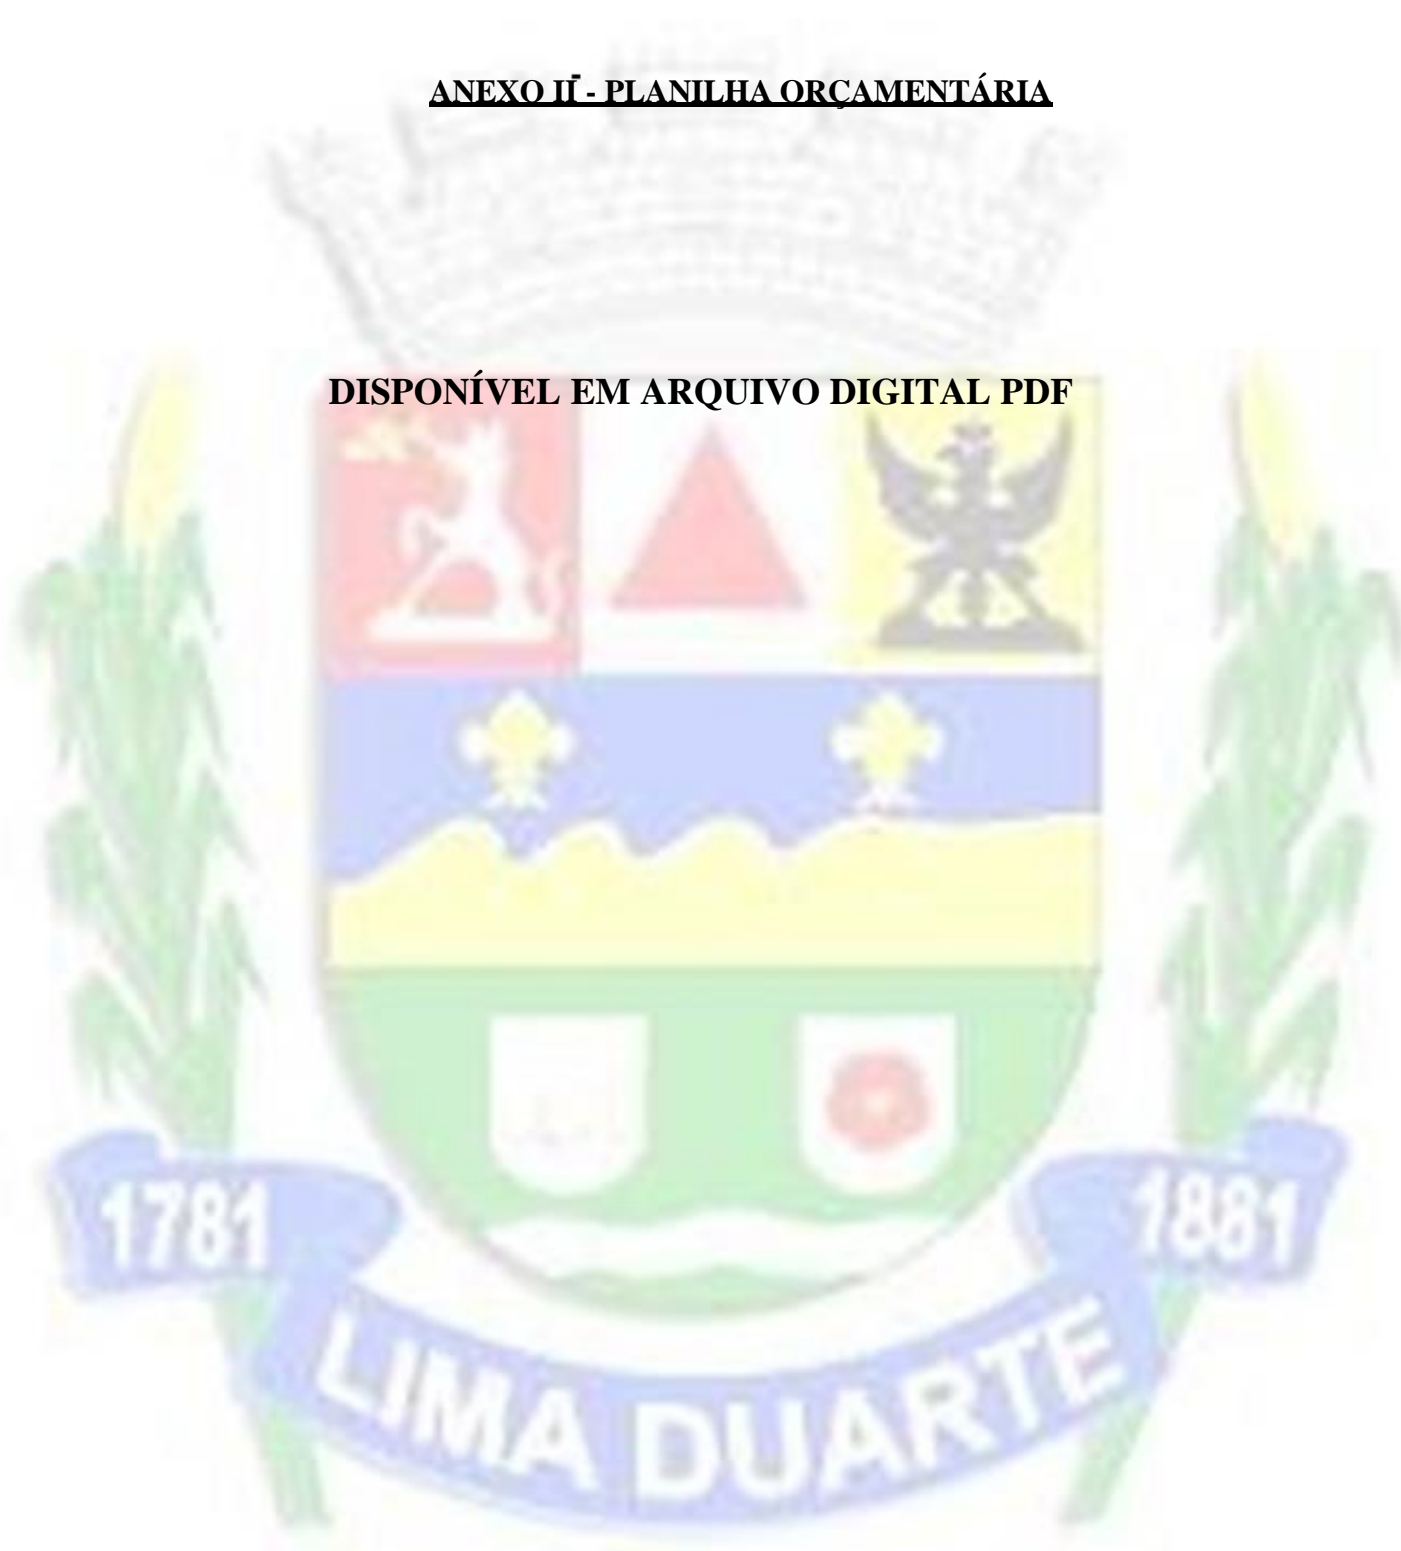 ANEXO II - PLANILHA ORÇAMENTÁRIA
DISPONÍVEL EM ARQUIVO DIGITAL PDF
1781
1881
LIMA DUARTE